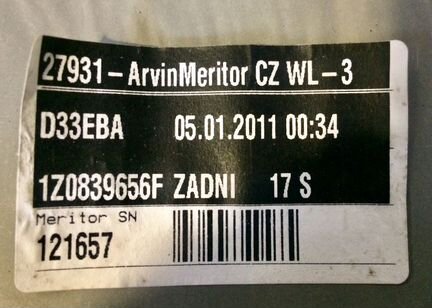 27931-ArvinMeritor CZ WL-3
D33EBA 05.01.2011 00:34
1Z0839656F ZADNI 17 S
Meritor SN
121657